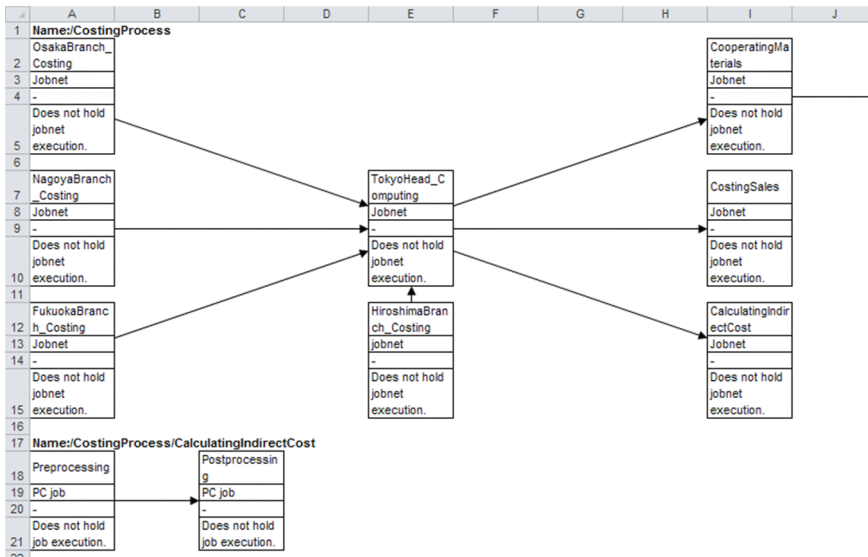 A B C D E F G H I J
1 Name:/CostingProcess
OsakaBranch_ CooperatingMa
2 Costing terials
3 Jobnet Jobnet
4 - -
Does not hold Does not hold
jobnet jobnet
5 execution. execution.
6
NagoyaBranch TokyoHead_C
7 _Costing omputing CostingSales
8 Jobnet Jobnet Jobnet
9 - - -
Does not hold Does not hold Does not hold
jobnet jobnet jobnet
10 execution. execution. execution.
11
FukuokaBranc HiroshimaBran CalculatingIndir
12 h_Costing ch_Costing ectCost
13 Jobnet jobnet Jobnet
14 - - -
Does not hold Does not hold Does not hold
jobnet jobnet jobnet
15 execution. execution. execution.
16
17 Name:/CostingProcess/CalculatingIndirectCost
Preprocessing Postprocessin
18 g
19 PC job PC job
20 - -
Does not hold Does not hold
21 job execution. job execution.
22